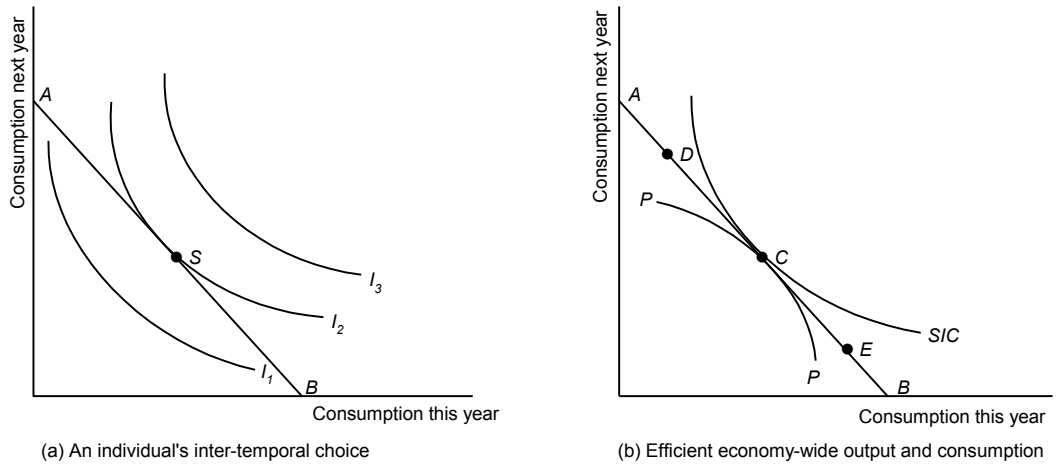 Consumption next year
A
S
I3
I2
I1
B
Consumption this year
(a) An individual's inter-temporal choice
Consumption next year
A
D
P
C
SIC
E
P
B
Consumption this year
(b) Efficient economy-wide output and consumption